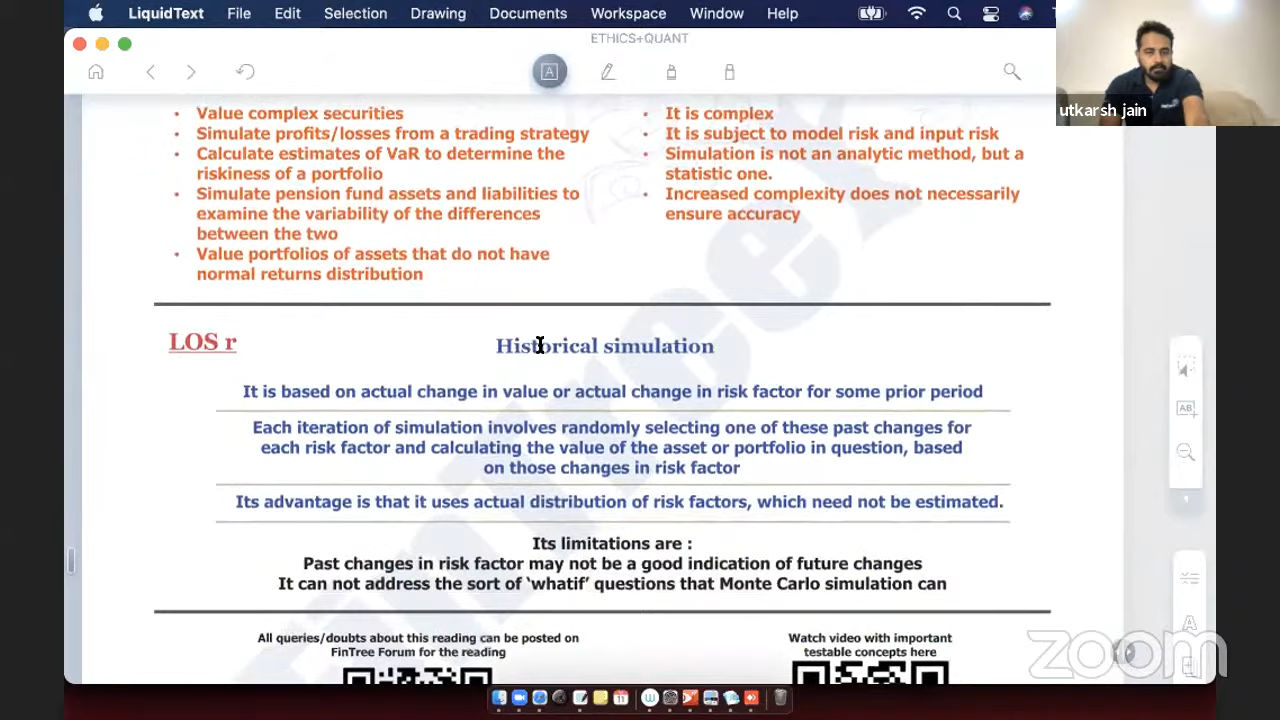 LiquidText File Edit Selection Drawing Documents Workspace Window Help
ETHICS+QUANT
utkarsh jain
• Value complex securities
• Simulate profits/losses from a trading strategy
• Calculate estimates of VaR to determine the
riskiness of a portfolio
• Simulate pension fund assets and liabilities to
examine the variability of the differences
between the two
• Value portfolios of assets that do not have
normal returns distribution
• It is complex
• It is subject to model risk and input risk
• Simulation is not an analytic method, but a
statistic one.
• Increased complexity does not necessarily
ensure accuracy
LOS r
Historical simulation
It is based on actual change in value or actual change in risk factor for some prior period
Each iteration of simulation involves randomly selecting one of these past changes for
each risk factor and calculating the value of the asset or portfolio in question, based
on those changes in risk factor
Its advantage is that it uses actual distribution of risk factors, which need not be estimated.
Its limitations are :
Past changes in risk factor may not be a good indication of future changes
It can not address the sort of ‘whatif’ questions that Monte Carlo simulation can
All queries/doubts about this reading can be posted on
FinTree Forum for the reading
Watch video with important
testable concepts here
FinTree
zoom